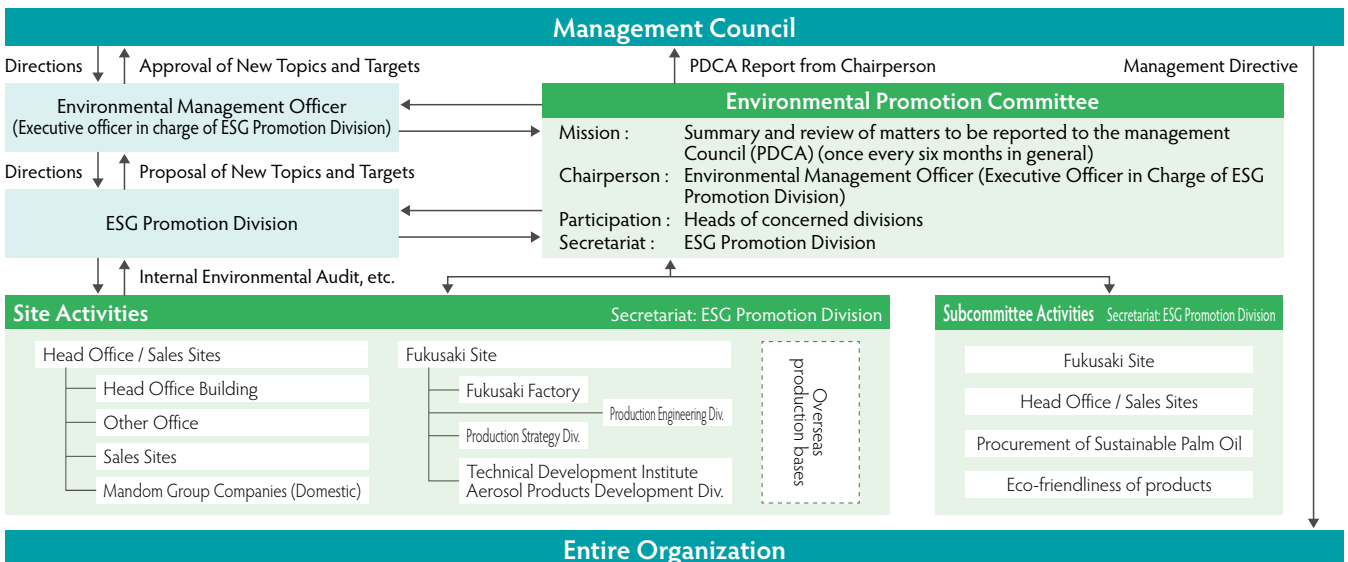 Management Council
Directions
Approval of New Topics and Targets
PDCA Report from Chairperson
Management Directive
Environmental Management Officer
(Executive officer in charge of ESG Promotion Division)
Environmental Promotion Committee
Mission : Summary and review of matters to be reported to the management
Council (PDCA) (once every six months in general)
Chairperson : Environmental Management Officer (Executive Officer in Charge of ESG
Promotion Division)
Participation : Heads of concerned divisions
Secretariat : ESG Promotion Division
Directions
Proposal of New Topics and Targets
ESG Promotion Division
Internal Environmental Audit, etc.
Site Activities
Secretariat: ESG Promotion Division
Head Office / Sales Sites
Head Office Building
Other Office
Sales Sites
Mandom Group Companies (Domestic)
Fukusaki Site
Fukusaki Factory
Production Engineering Div.
Production Strategy Div.
Technical Development Institute
Aerosol Products Development Div.
Overseas
production bases
Subcommittee Activities
Secretariat: ESG Promotion Division
Fukusaki Site
Head Office / Sales Sites
Procurement of Sustainable Palm Oil
Eco-friendliness of products
Entire Organization